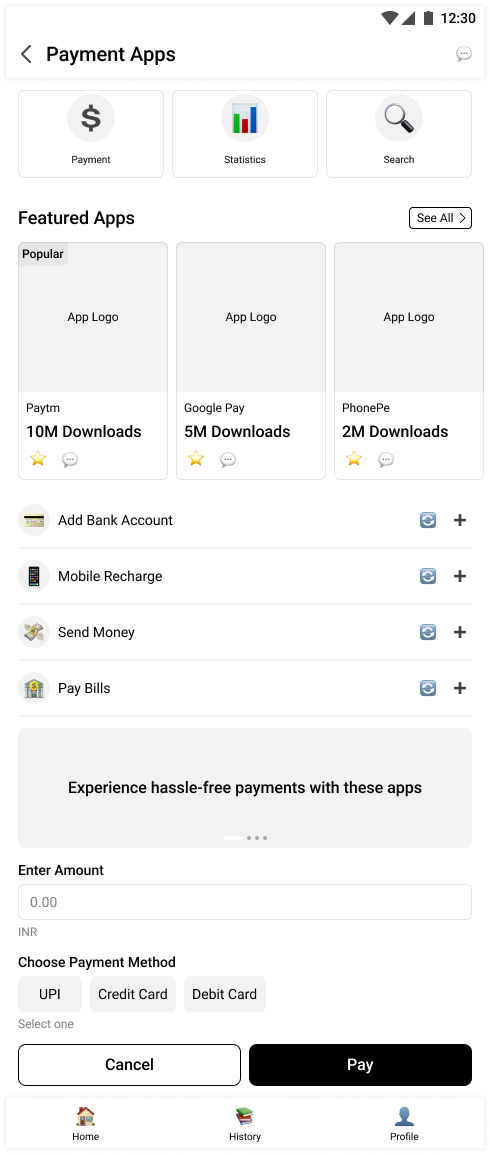 12:30
Payment Apps
Payment
Statistics
Search
Featured Apps
See All
Popular
App Logo
App Logo
App Logo
Paytm
Google Pay
PhonePe
10M Downloads
5M Downloads
2M Downloads
Add Bank Account
Mobile Recharge
Send Money
Pay Bills
Experience hassle-free payments with these apps
Enter Amount
0.00
INR
Choose Payment Method
UPI
Credit Card
Debit Card
Select one
Cancel
Pay
Home
History
Profile